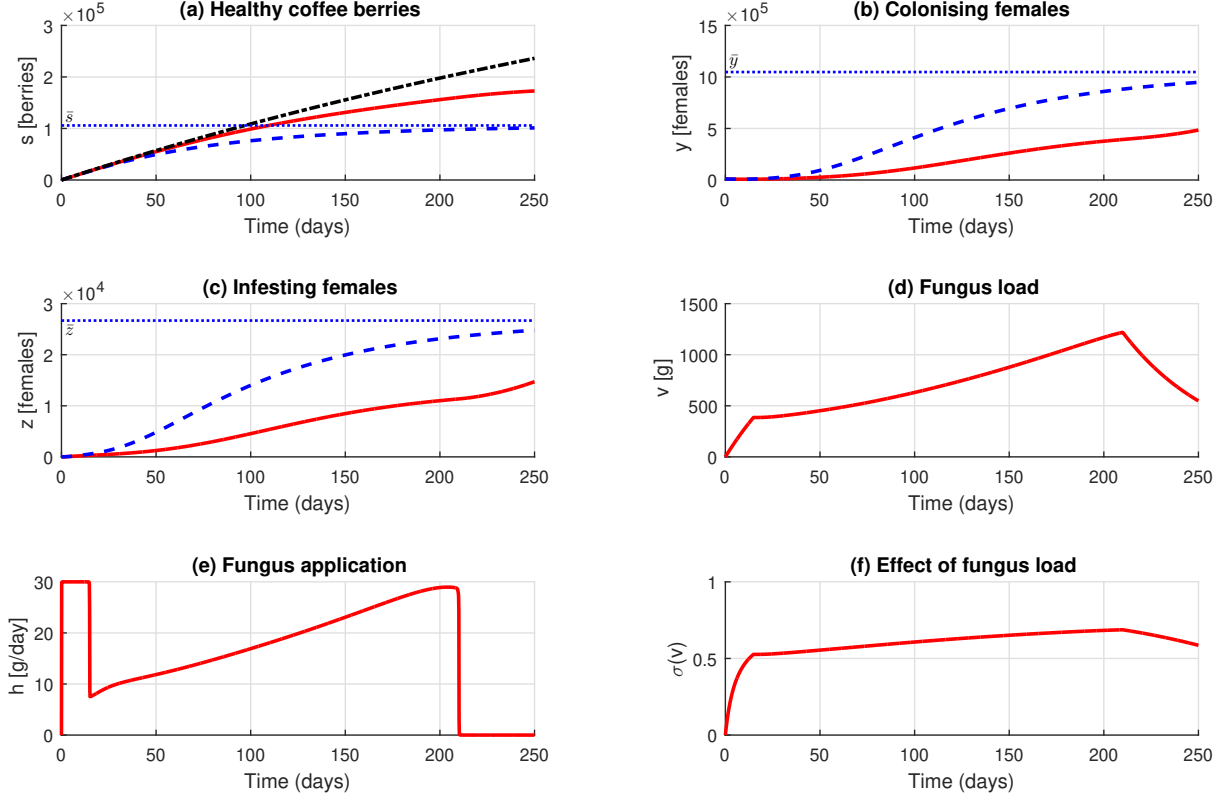 (a) Healthy coffee berries
×10^5
3
2
1
0
s [berries]
s̄
0 50 100 150 200 250
Time (days)
(b) Colonising females
×10^5
15
10
5
0
y [females]
ȳ
0 50 100 150 200 250
Time (days)
(c) Infesting females
×10^4
3
2
1
0
z [females]
z̄
0 50 100 150 200 250
Time (days)
(d) Fungus load
1500
1000
500
0
v [g]
0 50 100 150 200 250
Time (days)
(e) Fungus application
30
20
10
0
h [g/day]
0 50 100 150 200 250
Time (days)
(f) Effect of fungus load
1
0.5
0
σ(v)
0 50 100 150 200 250
Time (days)